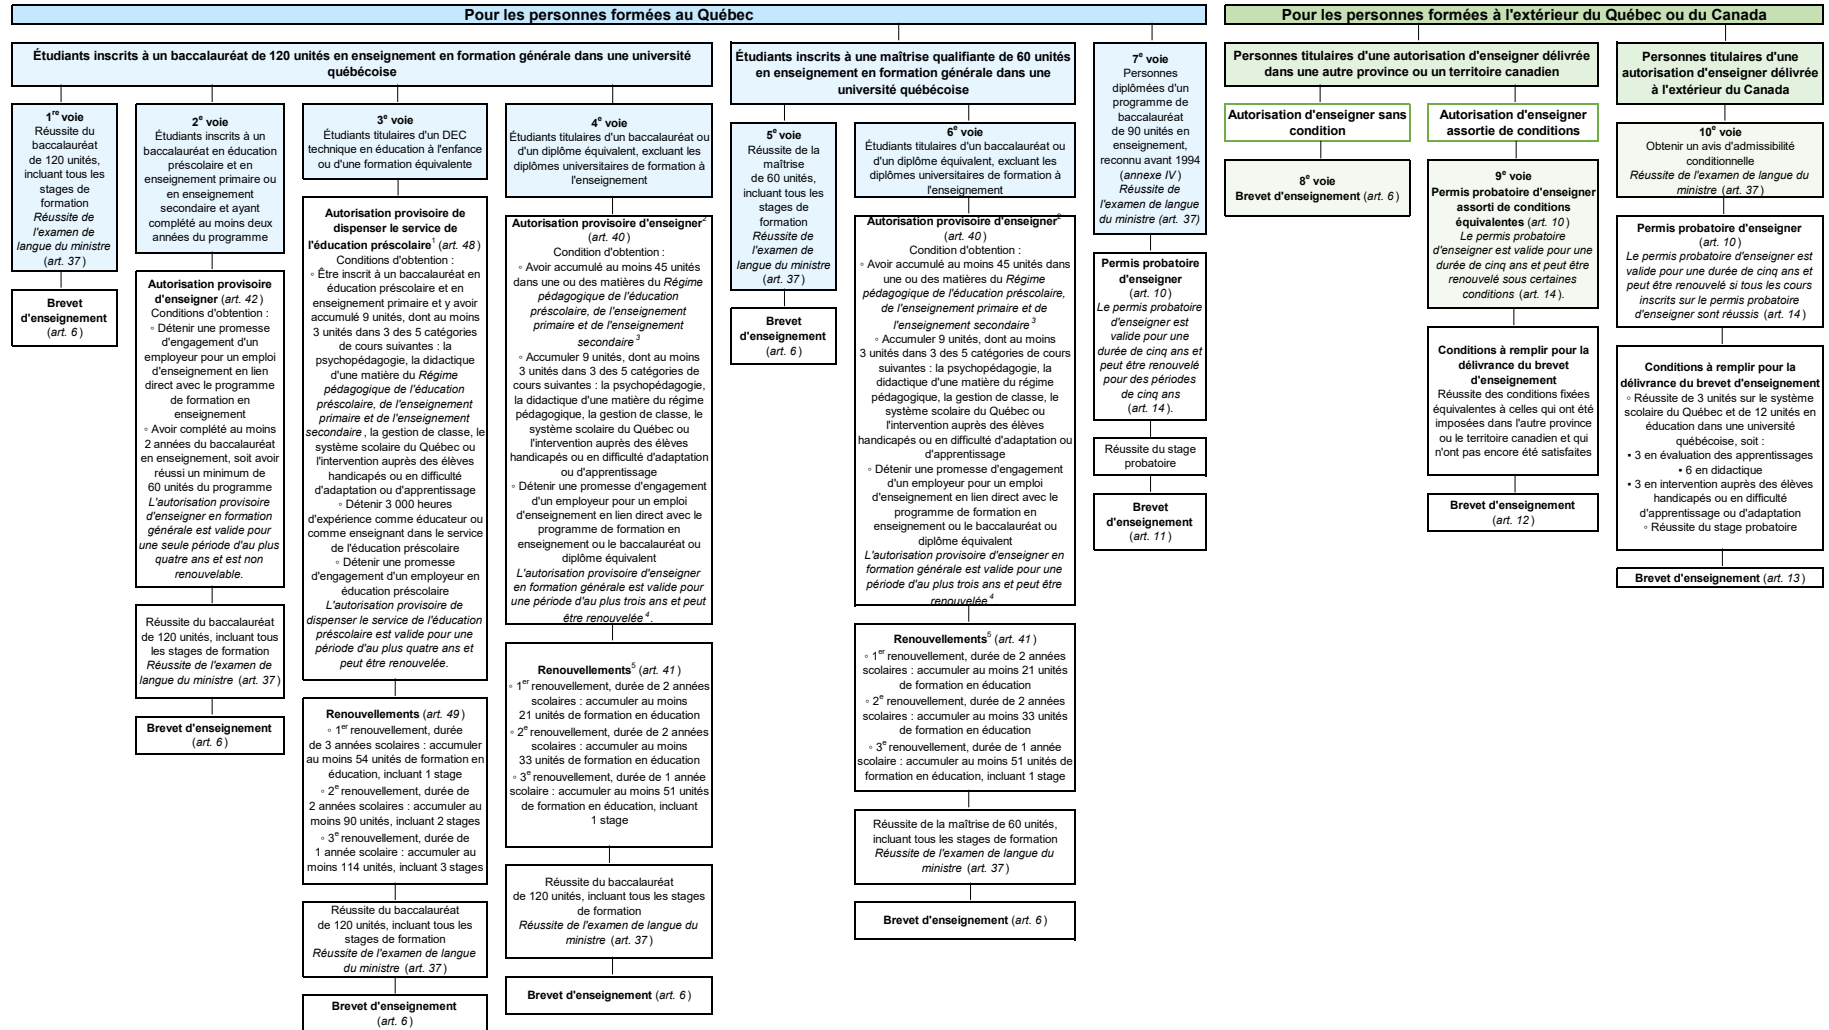 Pour les personnes formées au Québec
Étudiants inscrits à un baccalauréat de 120 unités en enseignement en formation générale dans une université
québécoise
1re voie
Réussite du
baccalauréat
de 120 unités,
incluant tous les
stages de
formation
Réussite de
l'examen de
langue du ministre
(art. 37)
Brevet
d'enseignement
(art. 6)
2e voie
Étudiants inscrits à un
baccalauréat en éducation
préscolaire et en
enseignement primaire ou
en enseignement
secondaire et ayant
complété au moins deux
années du programme
Autorisation provisoire
d'enseigner (art. 42)
Conditions d'obtention :
◦ Détenir une promesse
d'engagement d'un
employeur pour un emploi
d'enseignement en lien
direct avec le programme
de formation en
enseignement
◦ Avoir complété au moins
2 années du baccalauréat
en enseignement, soit avoir
réussi un minimum de
60 unités du programme
L'autorisation provisoire
d'enseigner en formation
générale est valide pour
une seule période d'au plus
quatre ans et est non
renouvelable.
Réussite du baccalauréat
de 120 unités, incluant tous
les stages de formation
Réussite de l'examen de
langue du ministre (art. 37)
Brevet d'enseignement
(art. 6)
3e voie
Étudiants titulaires d'un DEC
technique en éducation à l'enfance
ou d'une formation équivalente
Autorisation provisoire de
dispenser le service de
l'éducation préscolaire1 (art. 48)
Conditions d'obtention :
◦ Être inscrit à un baccalauréat en
éducation préscolaire et en
enseignement primaire et y avoir
accumulé 9 unités, dont au moins
3 unités dans 3 des 5 catégories
de cours suivantes : la
psychopédagogie, la didactique
d'une matière du Régime
pédagogique de l'éducation
préscolaire, de l'enseignement
primaire et de l'enseignement
secondaire, la gestion de classe, le
système scolaire du Québec ou
l'intervention auprès des élèves
handicapés ou en difficulté
d'adaptation ou d'apprentissage
◦ Détenir 3 000 heures
d'expérience comme éducateur ou
comme enseignant dans le service
de l'éducation préscolaire
◦ Détenir une promesse
d'engagement d'un employeur en
éducation préscolaire
L'autorisation provisoire de
dispenser le service de l'éducation
préscolaire est valide pour une
période d'au plus quatre ans et
peut être renouvelée.
Renouvellements (art. 49)
◦ 1er renouvellement, durée
de 3 années scolaires : accumuler
au moins 54 unités de formation en
éducation, incluant 1 stage
◦ 2e renouvellement, durée de
2 années scolaires : accumuler au
moins 90 unités, incluant 2 stages
◦ 3e renouvellement, durée de
1 année scolaire : accumuler au
moins 114 unités, incluant 3 stages
Réussite du baccalauréat
de 120 unités, incluant tous les
stages de formation
Réussite de l'examen de langue
du ministre (art. 37)
Brevet d'enseignement
(art. 6)
4e voie
Étudiants titulaires d'un baccalauréat ou
d'un diplôme équivalent, excluant les
diplômes universitaires de formation à
l'enseignement
Autorisation provisoire d'enseigner2
(art. 40)
Condition d'obtention :
◦ Avoir accumulé au moins 45 unités
dans une ou des matières du Régime
pédagogique de l'éducation
préscolaire, de l'enseignement
primaire et de l'enseignement
secondaire 3
◦ Accumuler 9 unités, dont au moins
3 unités dans 3 des 5 catégories de
cours suivantes : la psychopédagogie,
la didactique d'une matière du régime
pédagogique, la gestion de classe, le
système scolaire du Québec ou
l'intervention auprès des élèves
handicapés ou en difficulté d'adaptation
ou d'apprentissage
◦ Détenir une promesse d'engagement
d'un employeur pour un emploi
d'enseignement en lien direct avec le
programme de formation en
enseignement ou le baccalauréat ou
diplôme équivalent
L'autorisation provisoire d'enseigner
en formation générale est valide pour
une période d'au plus trois ans et peut
être renouvelée 4.
Renouvellements5 (art. 41)
◦ 1er renouvellement, durée de 2 années
scolaires : accumuler au moins
21 unités de formation en éducation
◦ 2e renouvellement, durée de 2 années
scolaires : accumuler au moins
33 unités de formation en éducation
◦ 3e renouvellement, durée de 1 année
scolaire : accumuler au moins 51 unités
de formation en éducation, incluant
1 stage
Réussite du baccalauréat
de 120 unités, incluant tous les stages
de formation
Réussite de l'examen de langue du
ministre (art. 37)
Brevet d'enseignement (art. 6)
Étudiants inscrits à une maîtrise qualifiante de 60 unités
en enseignement en formation générale dans une
université québécoise
5e voie
Réussite de la
maîtrise
de 60 unités,
incluant tous les
stages de
formation
Réussite de
l'examen de
langue du ministre
(art. 37)
Brevet
d'enseignement
(art. 6)
6e voie
Étudiants titulaires d'un baccalauréat ou
d'un diplôme équivalent, excluant les
diplômes universitaires de formation à
l'enseignement
Autorisation provisoire d'enseigner2
(art. 40)
Condition d'obtention :
◦ Avoir accumulé au moins 45 unités dans
une ou des matières du Régime
pédagogique de l'éducation préscolaire,
de l'enseignement primaire et de
l'enseignement secondaire 3
◦ Accumuler 9 unités, dont au moins
3 unités dans 3 des 5 catégories de cours
suivantes : la psychopédagogie, la
didactique d'une matière du régime
pédagogique, la gestion de classe, le
système scolaire du Québec ou
l'intervention auprès des élèves
handicapés ou en difficulté d'adaptation ou
d'apprentissage
◦ Détenir une promesse d'engagement
d'un employeur pour un emploi
d'enseignement en lien direct avec le
programme de formation en
enseignement ou le baccalauréat ou
diplôme équivalent
L'autorisation provisoire d'enseigner en
formation générale est valide pour une
période d'au plus trois ans et peut être
renouvelée 4
Renouvellements5 (art. 41)
◦ 1er renouvellement, durée de 2 années
scolaires : accumuler au moins 21 unités
de formation en éducation
◦ 2e renouvellement, durée de 2 années
scolaires : accumuler au moins 33 unités
de formation en éducation
◦ 3e renouvellement, durée de 1 année
scolaire : accumuler au moins 51 unités de
formation en éducation, incluant 1 stage
Réussite de la maîtrise de 60 unités,
incluant tous les stages de formation
Réussite de l'examen de langue du
ministre (art. 37)
Brevet d'enseignement (art. 6)
7e voie
Personnes
diplômées d'un
programme de
baccalauréat
de 90 unités en
enseignement,
reconnu avant 1994
(annexe IV)
Réussite de
l'examen de langue
du ministre (art. 37)
Permis probatoire
d'enseigner
(art. 10)
Le permis probatoire
d'enseigner est
valide pour une
durée de cinq ans et
peut être renouvelé
pour des périodes
de cinq ans
(art. 14).
Réussite du stage
probatoire
Brevet
d'enseignement
(art. 11)
Pour les personnes formées à l'extérieur du Québec ou du Canada
Personnes titulaires d'une autorisation d'enseigner délivrée
dans une autre province ou un territoire canadien
Autorisation d'enseigner sans
condition
8e voie
Brevet d'enseignement (art. 6)
Autorisation d'enseigner
assortie de conditions
9e voie
Permis probatoire d'enseigner
assorti de conditions
équivalentes (art. 10)
Le permis probatoire
d'enseigner est valide pour une
durée de cinq ans et peut être
renouvelé sous certaines
conditions (art. 14).
Conditions à remplir pour la
délivrance du brevet
d'enseignement
Réussite des conditions fixées
équivalentes à celles qui ont été
imposées dans l'autre province
ou le territoire canadien et qui
n'ont pas encore été satisfaites
Brevet d'enseignement
(art. 12)
Personnes titulaires d'une
autorisation d'enseigner délivrée
à l'extérieur du Canada
10e voie
Obtenir un avis d'admissibilité
conditionnelle
Réussite de l'examen de langue du
ministre (art. 37)
Permis probatoire d'enseigner
(art. 10)
Le permis probatoire d'enseigner est
valide pour une durée de cinq ans et
peut être renouvelé si tous les cours
inscrits sur le permis probatoire
d'enseigner sont réussis (art. 14)
Conditions à remplir pour la
délivrance du brevet d'enseignement
◦ Réussite de 3 unités sur le système
scolaire du Québec et de 12 unités en
éducation dans une université
québécoise, soit :
• 3 en évaluation des apprentissages
• 6 en didactique
• 3 en intervention auprès des élèves
handicapés ou en difficulté
d'apprentissage ou d'adaptation
◦ Réussite du stage probatoire
Brevet d'enseignement (art. 13)